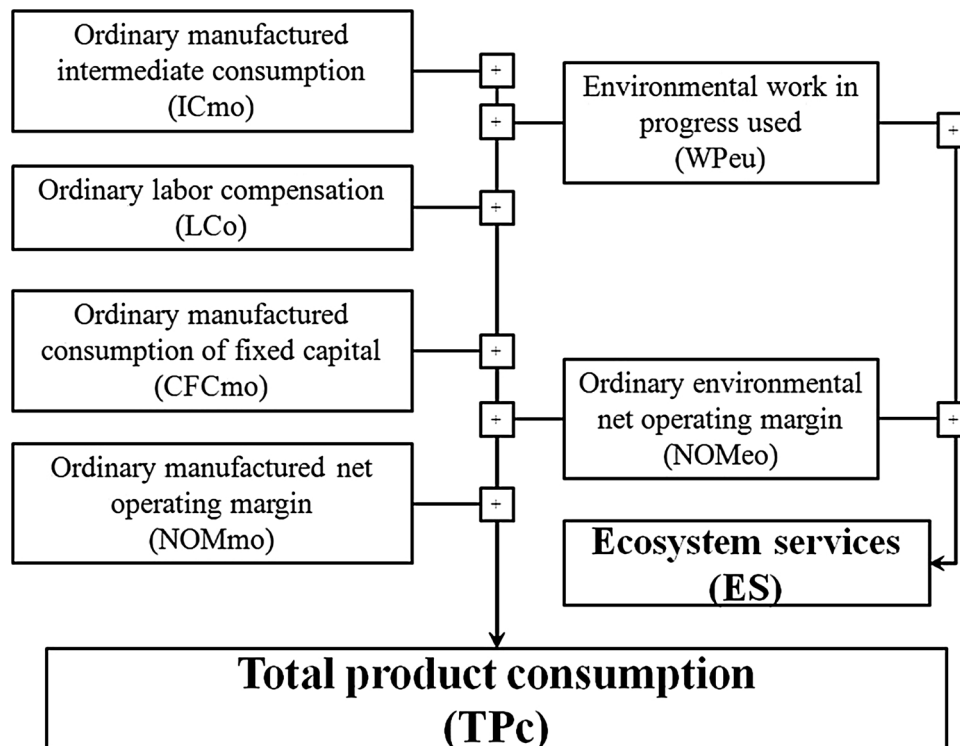 Ordinary manufactured
intermediate consumption
(ICmo)
+
+
Environmental work in
progress used
(WPeu)
+
Ordinary labor compensation
(LCo)
+
Ordinary manufactured
consumption of fixed capital
(CFCmo)
+
+
Ordinary environmental
net operating margin
(NOMeo)
+
Ordinary manufactured net
operating margin
(NOMmo)
+
Ecosystem services
(ES)
Total product consumption
(TPc)